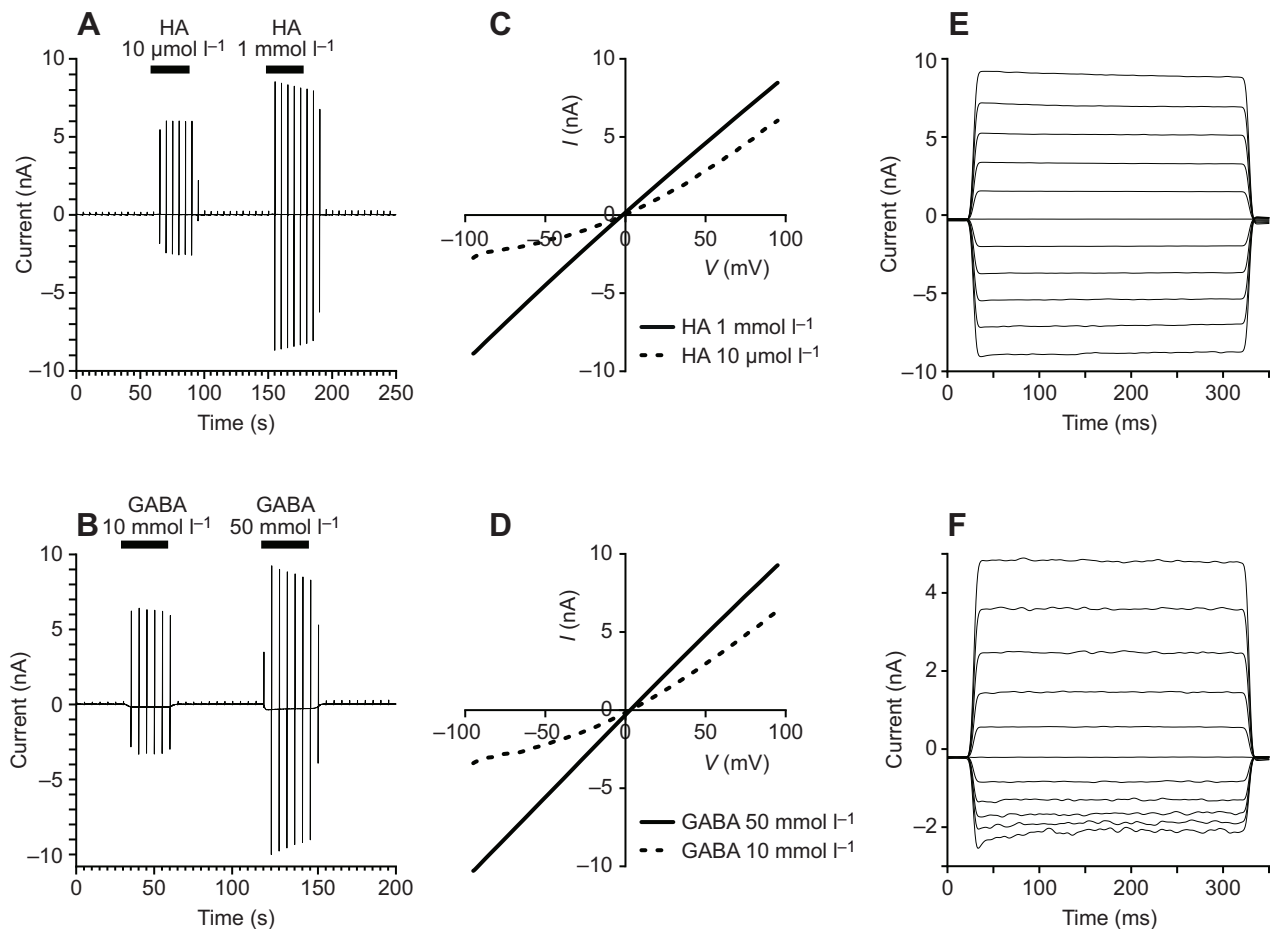 A
HA
10 µmol l–1
HA
1 mmol l–1
10
5
0
–5
–10
Current (nA)
0
50
100
150
200
250
Time (s)
C
10
5
0
–5
–10
I (nA)
–100
–50
0
50
100
V (mV)
HA 1 mmol l–1
HA 10 µmol l–1
E
10
5
0
–5
–10
Current (nA)
0
100
200
300
Time (ms)
B
GABA
10 mmol l–1
GABA
50 mmol l–1
10
5
0
–5
–10
Current (nA)
0
50
100
150
200
Time (s)
D
10
5
0
–5
–10
I (nA)
–100
–50
0
50
100
V (mV)
GABA 50 mmol l–1
GABA 10 mmol l–1
F
4
2
0
–2
Current (nA)
0
100
200
300
Time (ms)